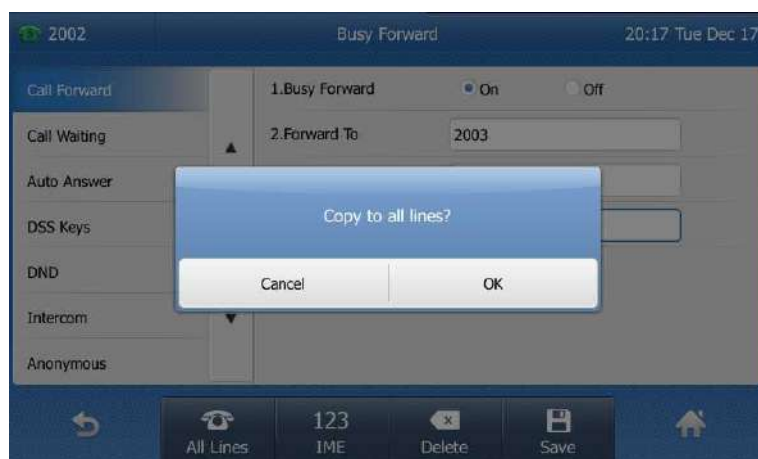 2002 Busy Forward 20:17 Tue Dec 17
Call Forward 1.Busy Forward On Off
Call Waiting 2.Forward To 2003
Auto Answer
Copy to all lines?
DSS Keys
DND Cancel OK
Intercom
Anonymous
123
All Lines IME Delete Save